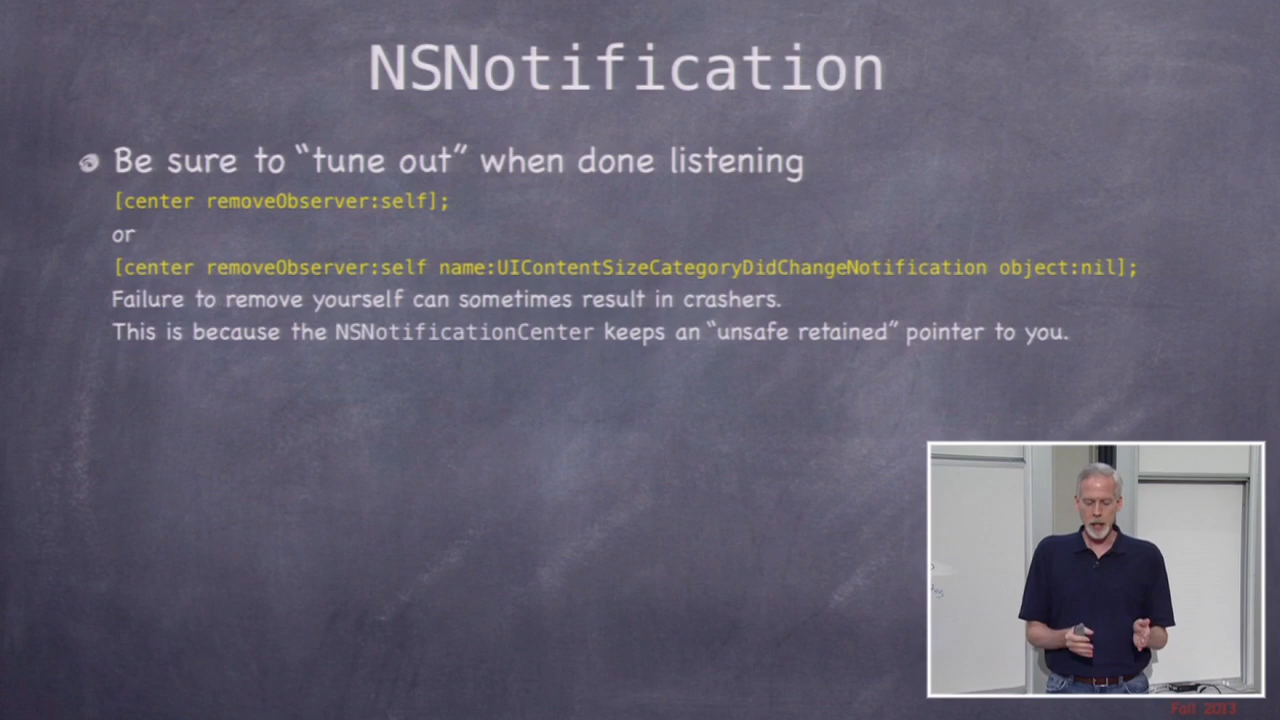 NSNotification
Be sure to “tune out” when done listening
[center removeObserver:self];
or
[center removeObserver:self name:UIContentSizeCategoryDidChangeNotification object:nil];
Failure to remove yourself can sometimes result in crashers.
This is because the NSNotificationCenter keeps an “unsafe retained” pointer to you.
Fall 2013